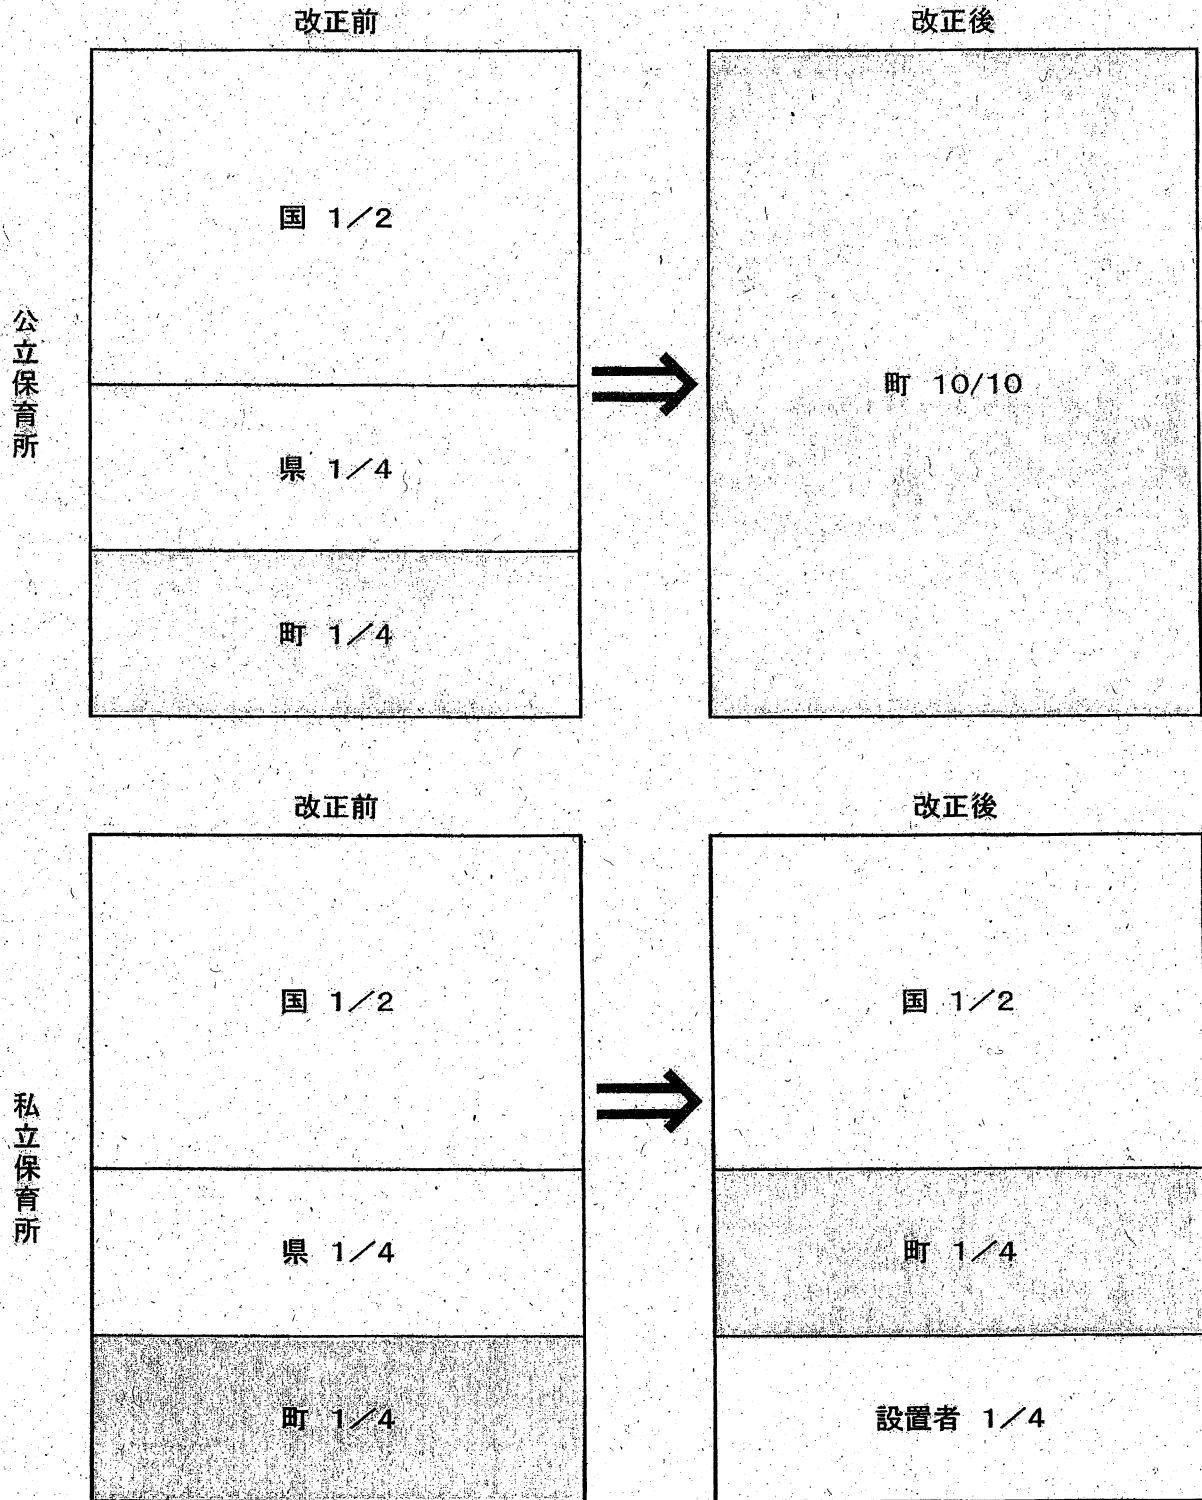 改正前
改正後
公立保育所
国 1／2
県 1／4
町 1／4
町 10/10
改正前
改正後
私立保育所
国 1／2
県 1／4
町 1／4
国 1／2
町 1／4
設置者 1／4